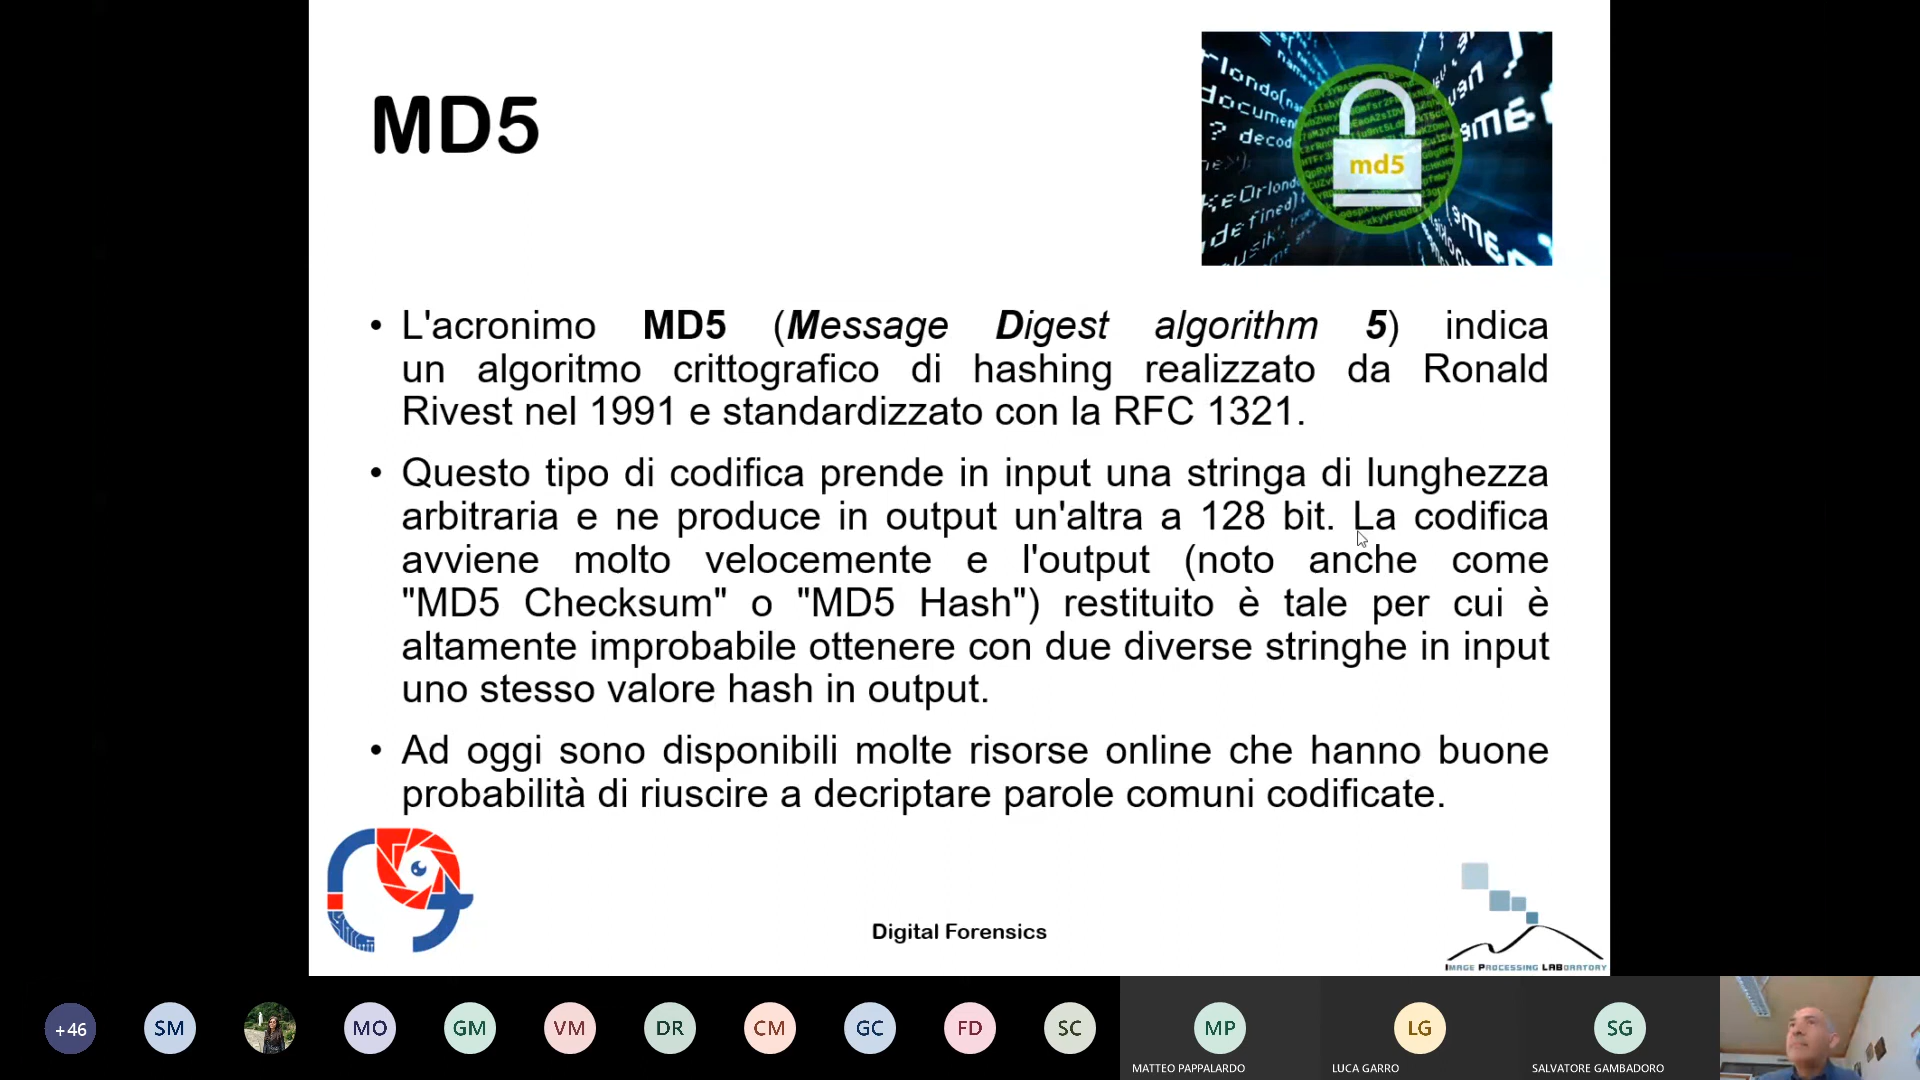 MD5
md5
• L'acronimo MD5 (Message Digest algorithm 5) indica
un algoritmo crittografico di hashing realizzato da Ronald
Rivest nel 1991 e standardizzato con la RFC 1321.
• Questo tipo di codifica prende in input una stringa di lunghezza
arbitraria e ne produce in output un'altra a 128 bit. La codifica
avviene molto velocemente e l'output (noto anche come
"MD5 Checksum" o "MD5 Hash") restituito è tale per cui è
altamente improbabile ottenere con due diverse stringhe in input
uno stesso valore hash in output.
• Ad oggi sono disponibili molte risorse online che hanno buone
probabilità di riuscire a decriptare parole comuni codificate.
Digital Forensics
IMAGE PROCESSING LABORATORY
+46
SM
MO
GM
VM
DR
CM
GC
FD
SC
MP
LG
SG
MATTEO PAPPALARDO
LUCA GARRO
SALVATORE GAMBADORO